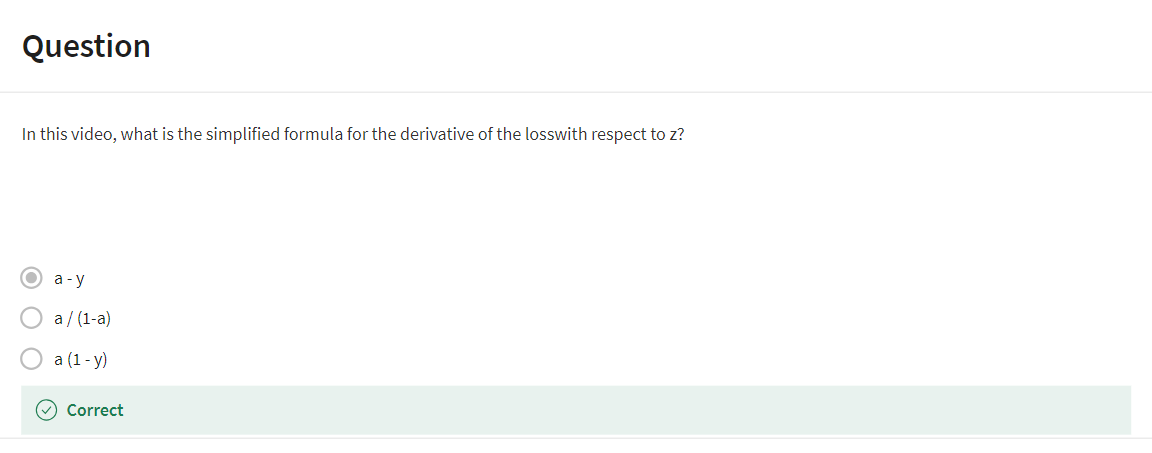 Question
In this video, what is the simplified formula for the derivative of the losswith respect to z?
a - y
a / (1-a)
a (1 - y)
Correct